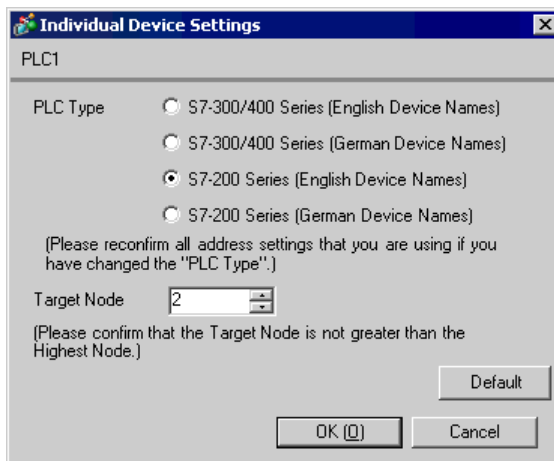 Individual Device Settings
PLC1
PLC Type
S7-300/400 Series (English Device Names)
S7-300/400 Series (German Device Names)
S7-200 Series (English Device Names)
S7-200 Series (German Device Names)
(Please reconfirm all address settings that you are using if you
have changed the "PLC Type".)
Target Node 2
(Please confirm that the Target Node is not greater than the
Highest Node.)
Default
OK (O) Cancel